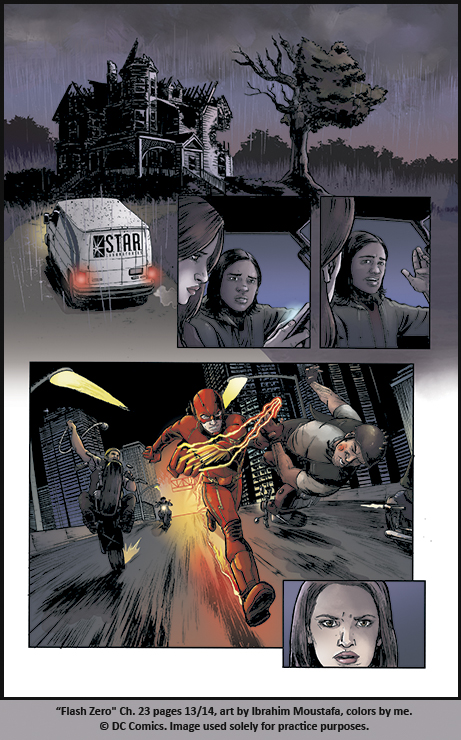 STAR
LABORATORIES
"Flash Zero" Ch. 23 pages 13/14, art by Ibrahim Moustafa, colors by me.
© DC Comics. Image used solely for practice purposes.